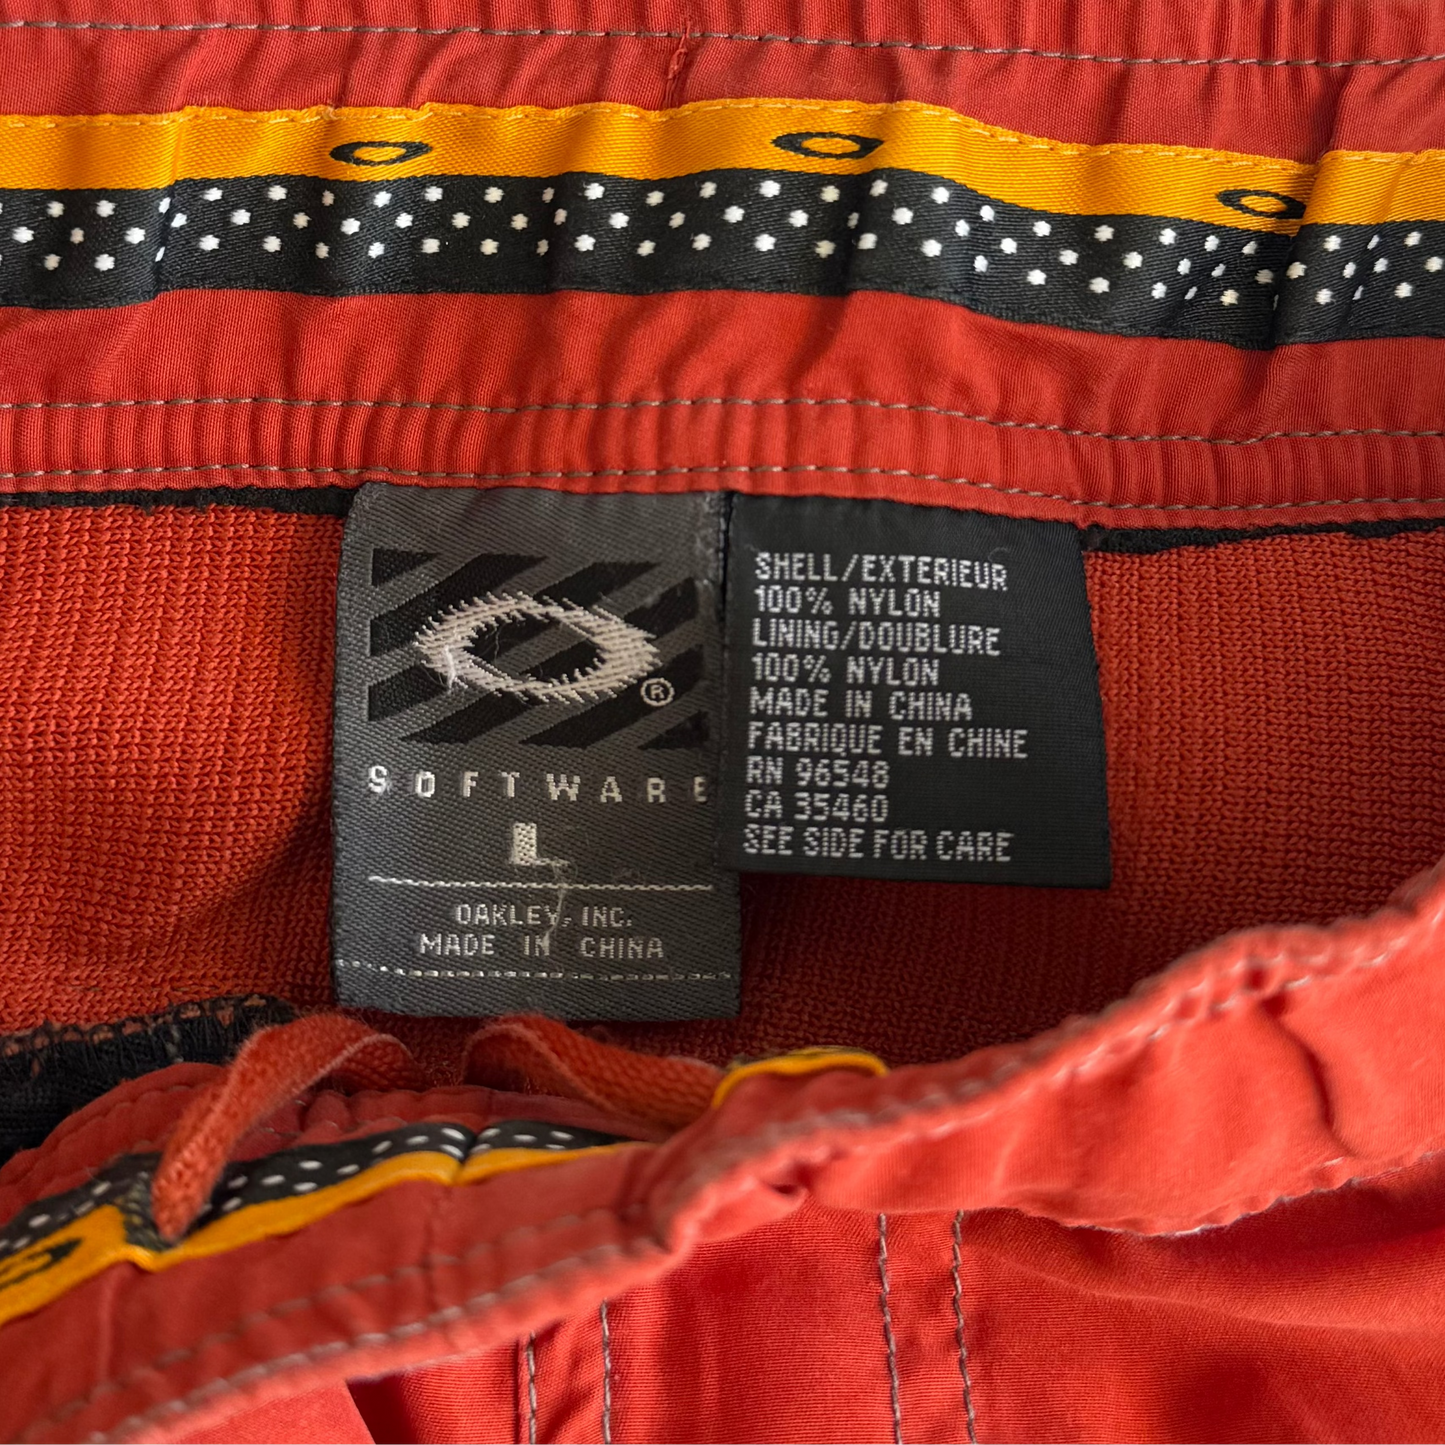 ®
SOFTWARE
L
OAKLEY, INC.
MADE IN CHINA
SHELL/EXTERIEUR
100% NYLON
LINING/DOUBLURE
100% NYLON
MADE IN CHINA
FABRIQUE EN CHINE
RN 96548
CA 35460
SEE SIDE FOR CARE